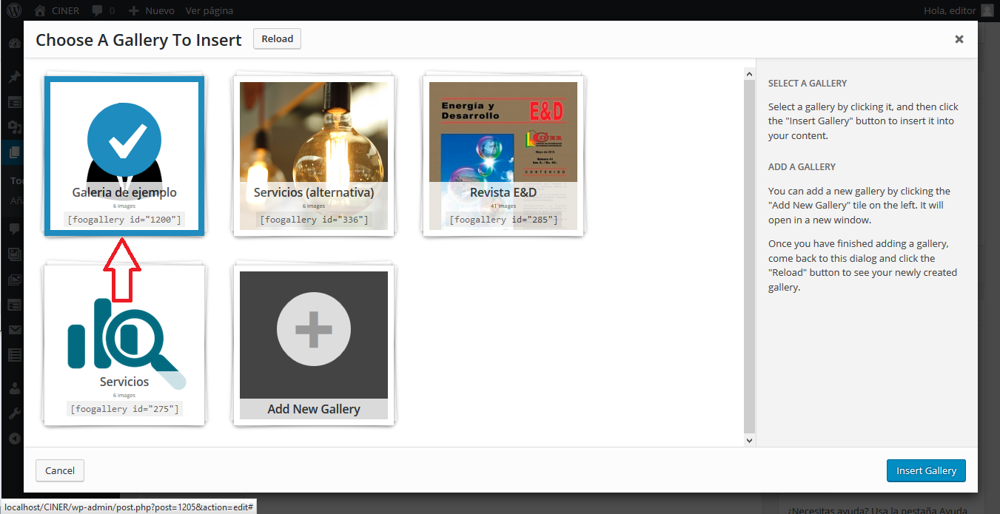 CINER
0
Nuevo
Ver página
Hola, editor
Choose A Gallery To Insert
Reload
Galeria de ejemplo
6 images
[foogallery id="1200"]
Servicios (alternativa)
6 images
[foogallery id="336"]
Energía y
Desarrollo
E&D
CINER
Mayo de 2014
CONTENIDO
Revista E&D
41 images
[foogallery id="285"]
Servicios
6 images
[foogallery id="275"]
Add New Gallery
SELECT A GALLERY
Select a gallery by clicking it, and then click
the "Insert Gallery" button to insert it into
your content.
ADD A GALLERY
You can add a new gallery by clicking the
"Add New Gallery" tile on the left. It will
open in a new window.
Once you have finished adding a gallery,
come back to this dialog and click the
"Reload" button to see your newly created
gallery.
Cancel
Insert Gallery
localhost/CINER/wp-admin/post.php?post=1205&action=edit#
¿Necesitas ayuda? Usa la pestaña Ayuda